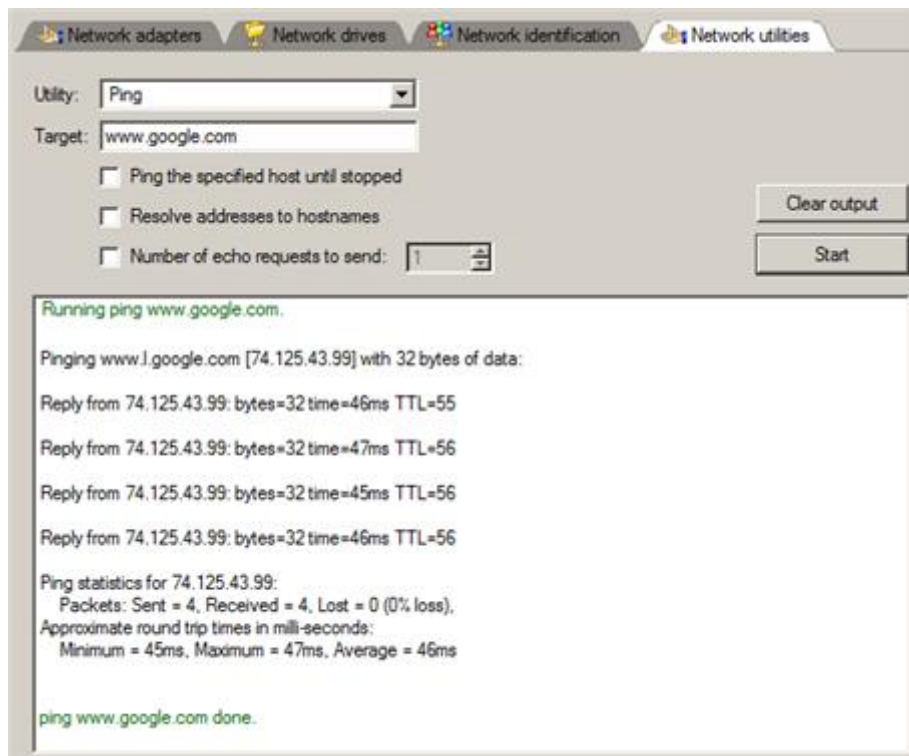 Network adapters Network drives Network identification Network utilities
Utility: Ping
Target: www.google.com
Ping the specified host until stopped
Resolve addresses to hostnames
Clear output
Number of echo requests to send: 1
Start
Running ping www.google.com.
Pinging www.l.google.com [74.125.43.99] with 32 bytes of data:
Reply from 74.125.43.99: bytes=32 time=46ms TTL=55
Reply from 74.125.43.99: bytes=32 time=47ms TTL=56
Reply from 74.125.43.99: bytes=32 time=45ms TTL=56
Reply from 74.125.43.99: bytes=32 time=46ms TTL=56
Ping statistics for 74.125.43.99:
Packets: Sent = 4, Received = 4, Lost = 0 (0% loss),
Approximate round trip times in milli-seconds:
Minimum = 45ms, Maximum = 47ms, Average = 46ms
ping www.google.com done.